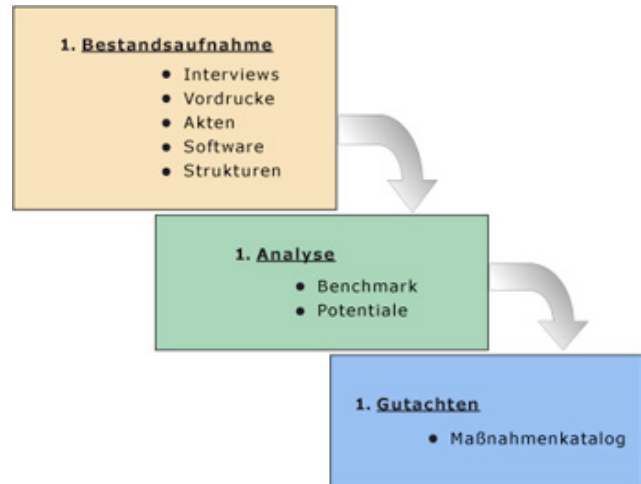 1. Bestandsaufnahme
● Interviews
● Vordrucke
● Akten
● Software
● Strukturen
1. Analyse
● Benchmark
● Potentiale
1. Gutachten
● Maßnahmenkatalog